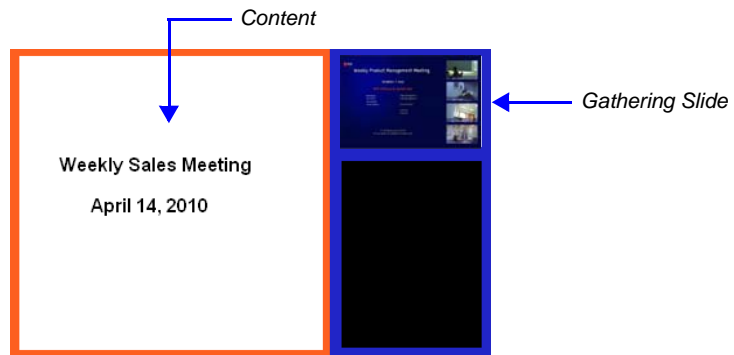 Content
Weekly Product Management Meeting
Gathering Slide
Weekly Sales Meeting
April 14, 2010